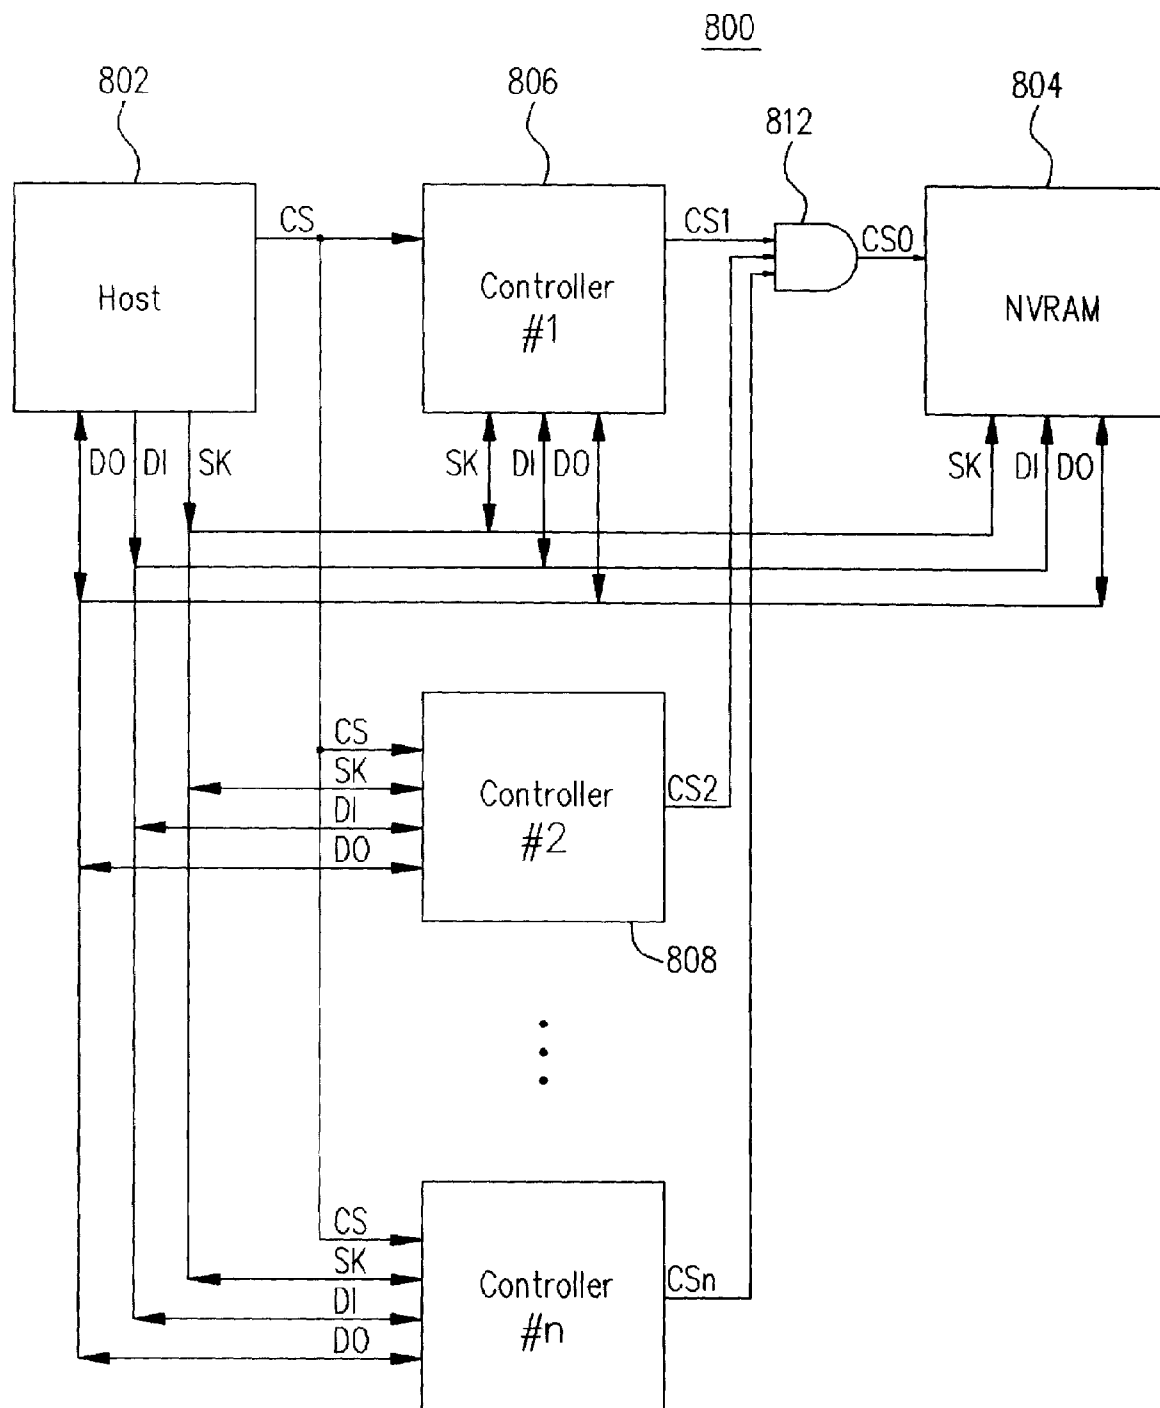 800
802
806
812
804
CS
CS1
CS0
Host
Controller
#1
NVRAM
DO DI SK
SK DI DO
SK DI DO
CS
SK
DI
DO
Controller
#2
CS2
808
CS
SK
DI
DO
Controller
#n
CSn